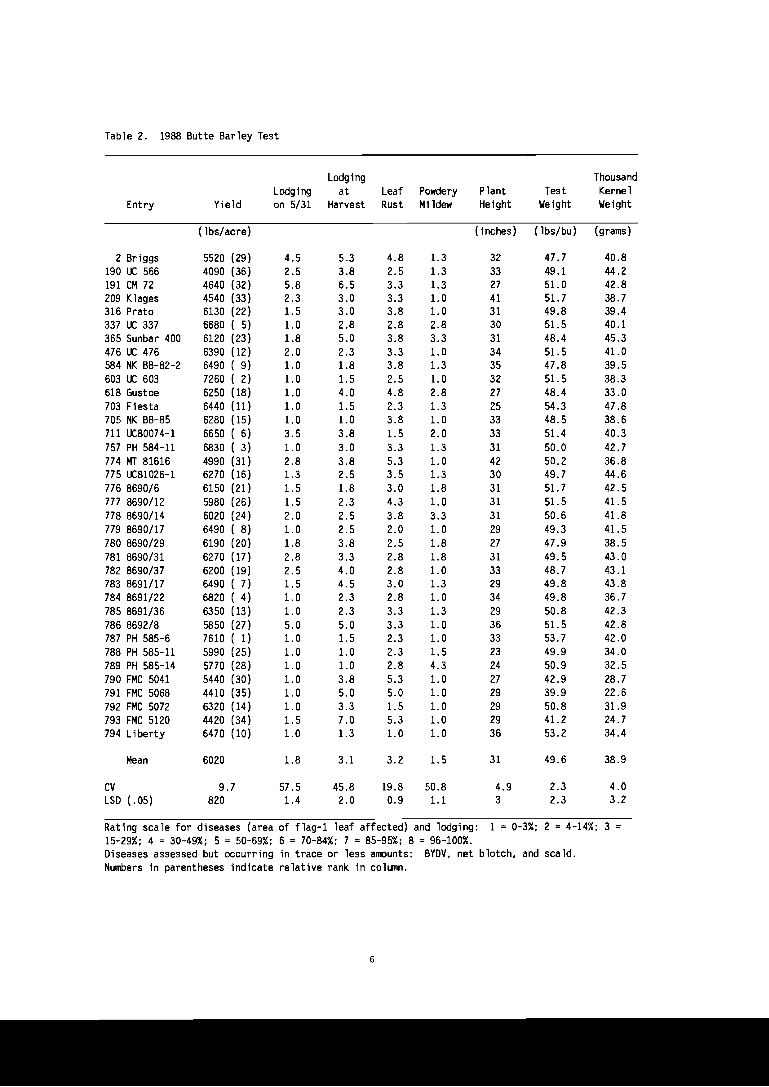 Table 2. 1988 Butte Barley Test
Lodging Thousand
Lodging at Leaf Powdery Plant Test Kernel
Entry Yield on 5/31 Harvest Rust Mildew Height Weight Weight
(lbs/acre) (inches) (lbs/bu) (grams)
2 Briggs 5520 (29) 4.5 5.3 4.8 1.3 32 47.7 40.8
190 UC 566 4090 (36) 2.5 3.8 2.5 1.3 33 49.1 44.2
191 CM 72 4640 (32) 5.8 6.5 3.3 1.3 27 51.0 42.8
209 Klages 4540 (33) 2.3 3.0 3.3 1.0 41 51.7 38.7
316 Prato 6130 (22) 1.5 3.0 3.8 1.0 31 49.8 39.4
337 UC 337 6680 ( 5) 1.0 2.8 2.8 2.8 30 51.5 40.1
365 Sunbar 400 6120 (23) 1.8 5.0 3.8 3.3 31 48.4 45.3
476 UC 476 6390 (12) 2.0 2.3 3.3 1.0 34 51.5 41.0
584 NK BB-82-2 6490 ( 9) 1.0 1.8 3.8 1.3 35 47.8 39.5
603 UC 603 7260 ( 2) 1.0 1.5 2.5 1.0 32 51.5 38.3
618 Gustoe 6250 (18) 1.0 4.0 4.8 2.8 27 48.4 33.0
703 Fiesta 6440 (11) 1.0 1.5 2.3 1.3 25 54.3 47.8
705 NK BB-85 6280 (15) 1.0 1.0 3.8 1.0 33 48.5 38.6
711 UC80074-1 6650 ( 6) 3.5 3.8 1.5 2.0 33 51.4 40.3
757 PH 584-11 6830 ( 3) 1.0 3.0 3.3 1.3 31 50.0 42.7
774 MT 81616 4990 (31) 2.8 3.8 5.3 1.0 42 50.2 36.8
775 UC81026-1 6270 (16) 1.3 2.5 3.5 1.3 30 49.7 44.6
776 8690/6 6150 (21) 1.5 1.8 3.0 1.8 31 51.7 42.5
777 8690/12 5980 (26) 1.5 2.3 4.3 1.0 31 51.5 41.5
778 8690/14 6020 (24) 2.0 2.5 3.8 3.3 31 50.6 41.8
779 8690/17 6490 ( 8) 1.0 2.5 2.0 1.0 29 49.3 41.5
780 8690/29 6190 (20) 1.8 3.8 2.5 1.8 27 47.9 38.5
781 8690/31 6270 (17) 2.8 3.3 2.8 1.8 31 49.5 43.0
782 8690/37 6200 (19) 2.5 4.0 2.8 1.0 33 48.7 43.1
783 8691/17 6490 ( 7) 1.5 4.5 3.0 1.3 29 49.8 43.8
784 8691/22 6820 ( 4) 1.0 2.3 2.8 1.0 34 49.8 36.7
785 8691/36 6350 (13) 1.0 2.3 3.3 1.3 29 50.8 42.3
786 8692/8 5850 (27) 5.0 5.0 3.3 1.0 36 51.5 42.8
787 PH 585-6 7610 ( 1) 1.0 1.5 2.3 1.0 33 53.7 42.0
788 PH 585-11 5990 (25) 1.0 1.0 2.3 1.5 23 49.9 34.0
789 PH 585-14 5770 (28) 1.0 1.0 2.8 4.3 24 50.9 32.5
790 FMC 5041 5440 (30) 1.0 3.8 5.3 1.0 27 42.9 28.7
791 FMC 5068 4410 (35) 1.0 5.0 5.0 1.0 29 39.9 22.6
792 FMC 5072 6320 (14) 1.0 3.3 1.5 1.0 29 50.8 31.9
793 FMC 5120 4420 (34) 1.5 7.0 5.3 1.0 29 41.2 24.7
794 Liberty 6470 (10) 1.0 1.3 1.0 1.0 36 53.2 34.4
Mean 6020 1.8 3.1 3.2 1.5 31 49.6 38.9
CV 9.7 57.5 45.8 19.8 50.8 4.9 2.3 4.0
LSD (.05) 820 1.4 2.0 0.9 1.1 3 2.3 3.2
Rating scale for diseases (area of flag-1 leaf affected) and lodging: 1 = 0-3%; 2 = 4-14%; 3 =
15-29%; 4 = 30-49%; 5 = 50-69%; 6 = 70-84%; 7 = 85-95%; 8 = 96-100%.
Diseases assessed but occurring in trace or less amounts: BYDV, net blotch, and scald.
Numbers in parentheses indicate relative rank in column.
6